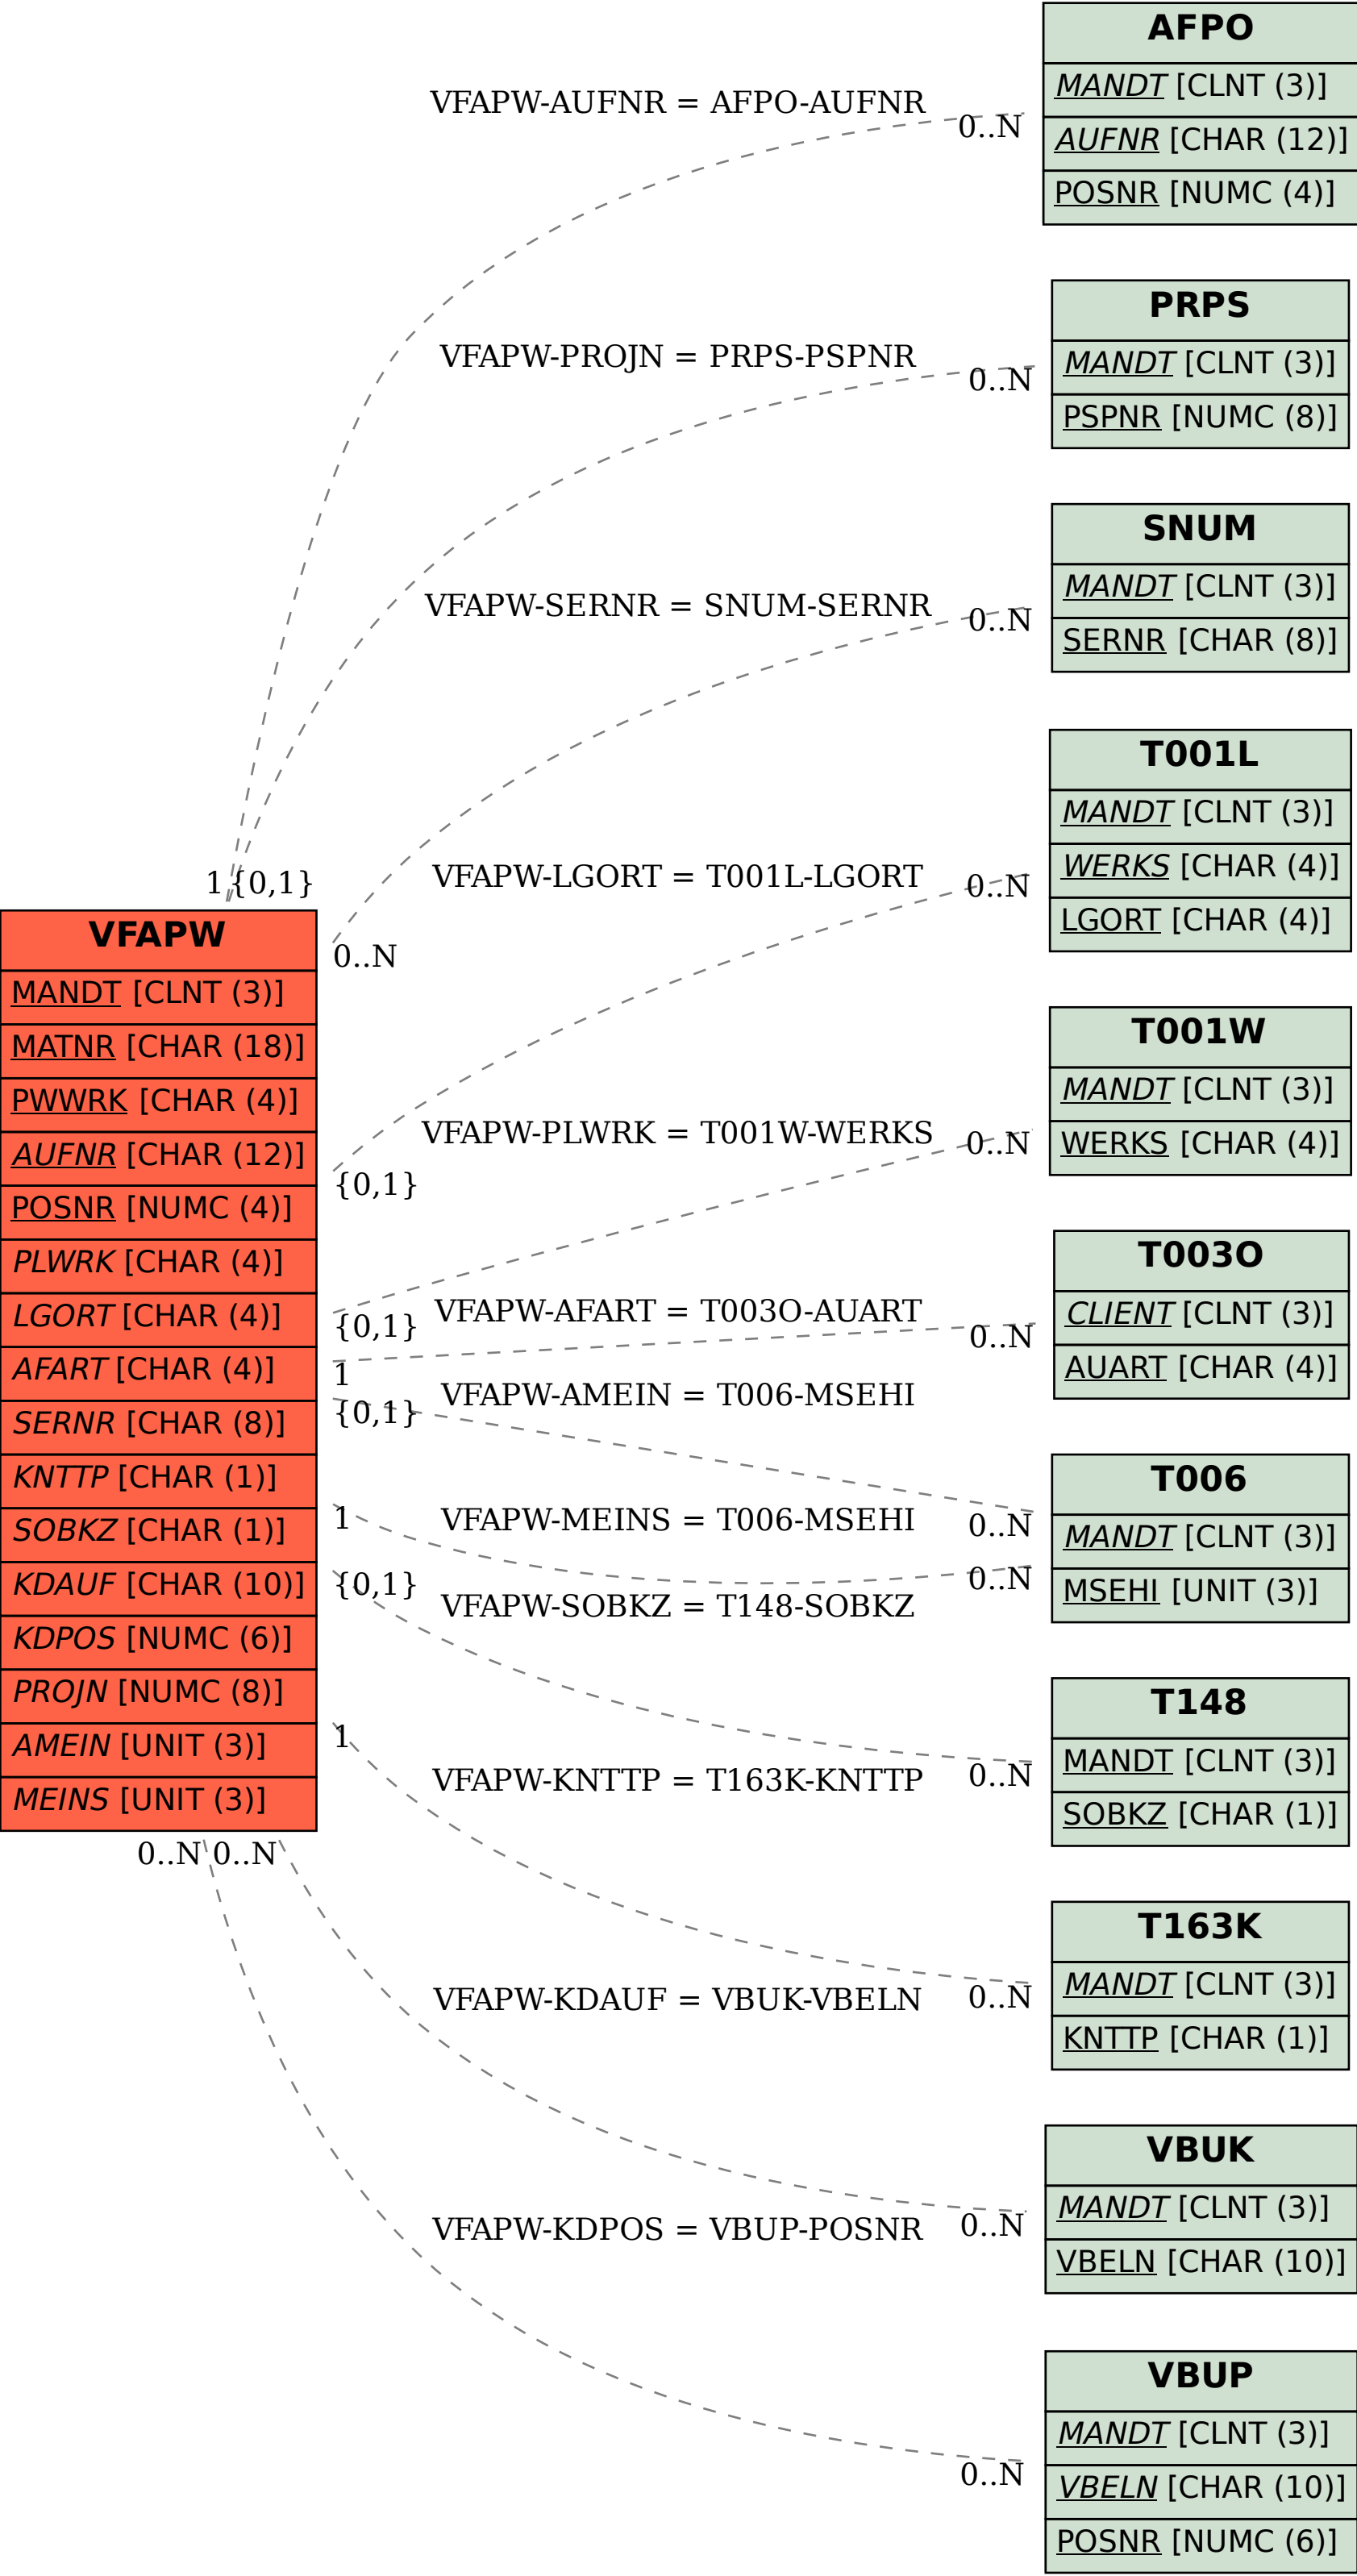 AFPO
MANDT [CLNT (3)]
AUFNR [CHAR (12)]
POSNR [NUMC (4)]
VFAPW-AUFNR = AFPO-AUFNR
0..N
PRPS
MANDT [CLNT (3)]
PSPNR [NUMC (8)]
VFAPW-PROJN = PRPS-PSPNR
0..N
SNUM
MANDT [CLNT (3)]
SERNR [CHAR (8)]
VFAPW-SERNR = SNUM-SERNR
0..N
T001L
MANDT [CLNT (3)]
WERKS [CHAR (4)]
LGORT [CHAR (4)]
VFAPW-LGORT = T001L-LGORT
0..N
1 {0,1}
VFAPW
MANDT [CLNT (3)]
MATNR [CHAR (18)]
PWWRK [CHAR (4)]
AUFNR [CHAR (12)]
POSNR [NUMC (4)]
PLWRK [CHAR (4)]
LGORT [CHAR (4)]
AFART [CHAR (4)]
SERNR [CHAR (8)]
KNTTP [CHAR (1)]
SOBKZ [CHAR (1)]
KDAUF [CHAR (10)]
KDPOS [NUMC (6)]
PROJN [NUMC (8)]
AMEIN [UNIT (3)]
MEINS [UNIT (3)]
0..N
{0,1}
{0,1}
1
{0,1}
1
{0,1}
1
0..N 0..N
T001W
MANDT [CLNT (3)]
WERKS [CHAR (4)]
VFAPW-PLWRK = T001W-WERKS
0..N
T003O
CLIENT [CLNT (3)]
AUART [CHAR (4)]
VFAPW-AFART = T003O-AUART
0..N
VFAPW-AMEIN = T006-MSEHI
T006
MANDT [CLNT (3)]
MSEHI [UNIT (3)]
0..N
VFAPW-MEINS = T006-MSEHI
0..N
VFAPW-SOBKZ = T148-SOBKZ
T148
MANDT [CLNT (3)]
SOBKZ [CHAR (1)]
0..N
VFAPW-KNTTP = T163K-KNTTP
T163K
MANDT [CLNT (3)]
KNTTP [CHAR (1)]
0..N
VFAPW-KDAUF = VBUK-VBELN
VBUK
MANDT [CLNT (3)]
VBELN [CHAR (10)]
0..N
VFAPW-KDPOS = VBUP-POSNR
VBUP
MANDT [CLNT (3)]
VBELN [CHAR (10)]
POSNR [NUMC (6)]
0..N